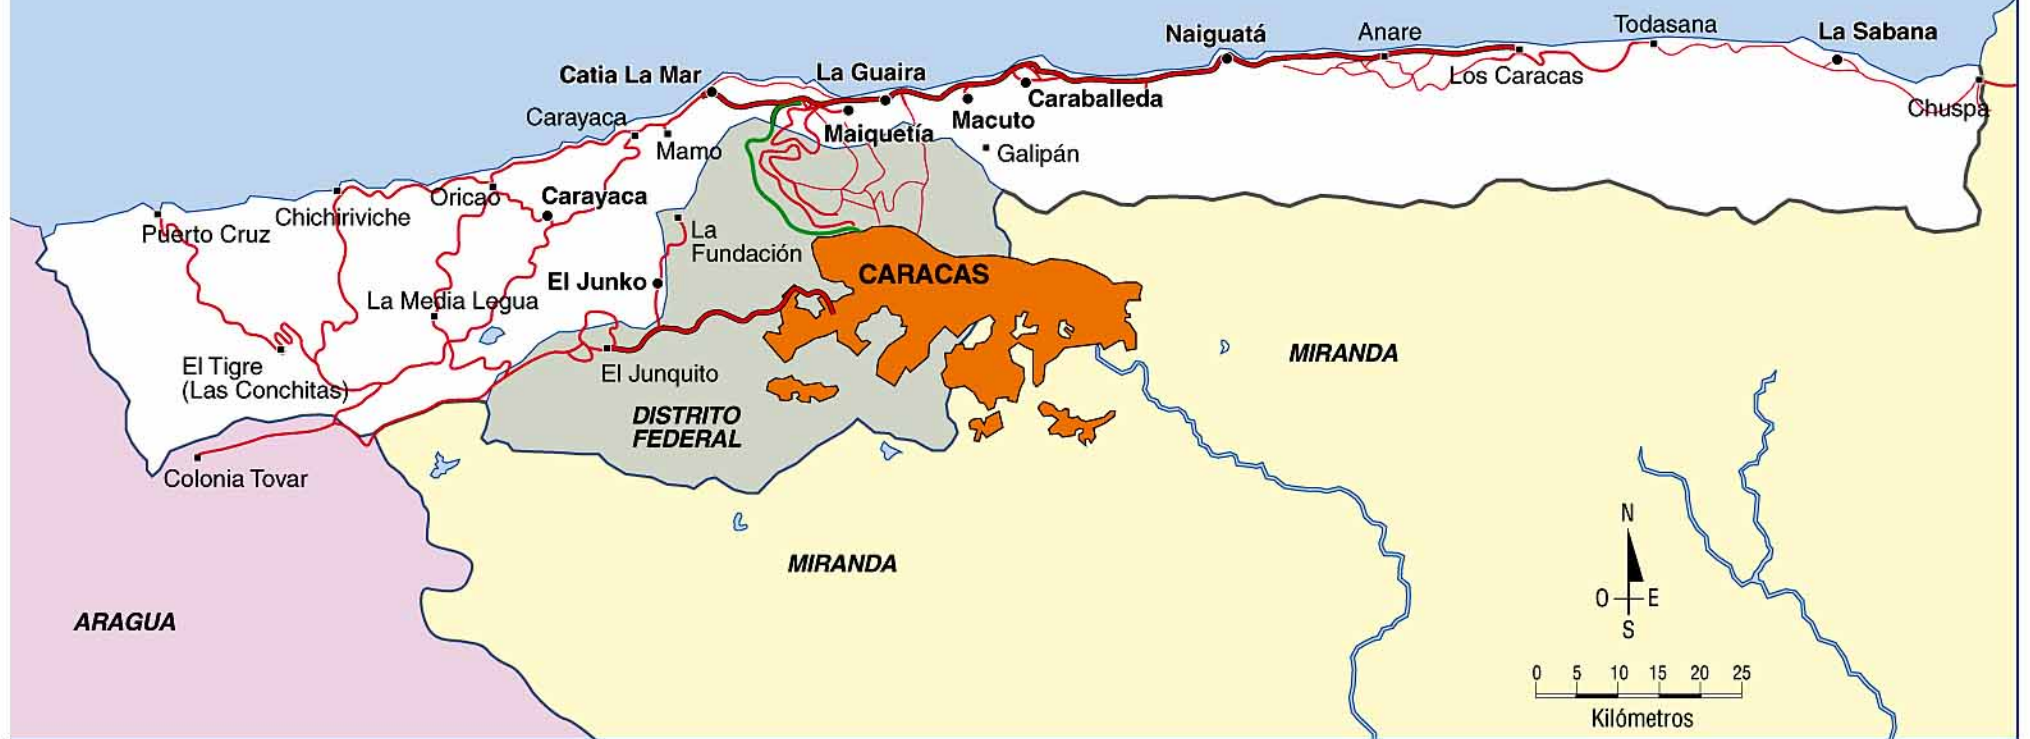 Todasana
La Sabana
Naiguatá
Anare
Catia La Mar
La Guaira
Los Caracas
Caraballeda
Chuspa
Carayaca
Macuto
Maiquetía
Mamo
Galipán
Oricao
Carayaca
Chichiriviche
Puerto Cruz
La
Fundación
CARACAS
El Junko
La Media Legua
MIRANDA
El Tigre
(Las Conchitas)
El Junquito
DISTRITO
FEDERAL
Colonia Tovar
N
MIRANDA
O E
ARAGUA
S
0 5 10 15 20 25
Kilómetros